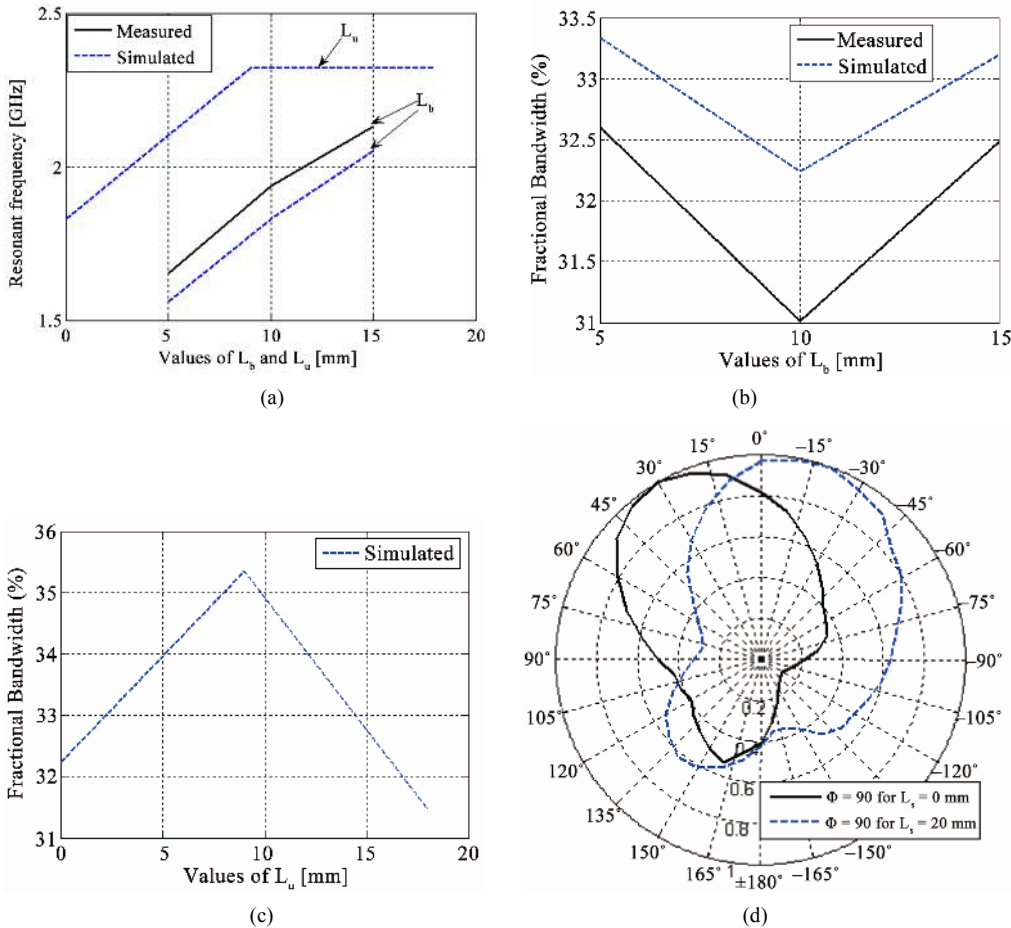 Resonant frequency [GHz]
2.5
2
1.5
Measured
Simulated
L_u
L_b
0 5 10 15 20
Values of L_b and L_u [mm]
(a)
Fractional Bandwidth (%)
33.5
33
32.5
32
31.5
31
Measured
Simulated
5 10 15
Values of L_b [mm]
(b)
Fractional Bandwidth (%)
36
35
34
33
32
31
Simulated
0 5 10 15 20
Values of L_u [mm]
(c)
0°
15° −15°
30° −30°
45° −45°
60° −60°
75° −75°
90° −90°
105° −105°
120° −120°
135°
150° −150°
165° −165°
±180°
0.2
0.4
0.6
0.8
1
Φ = 90 for L_s = 0 mm
Φ = 90 for L_s = 20 mm
(d)